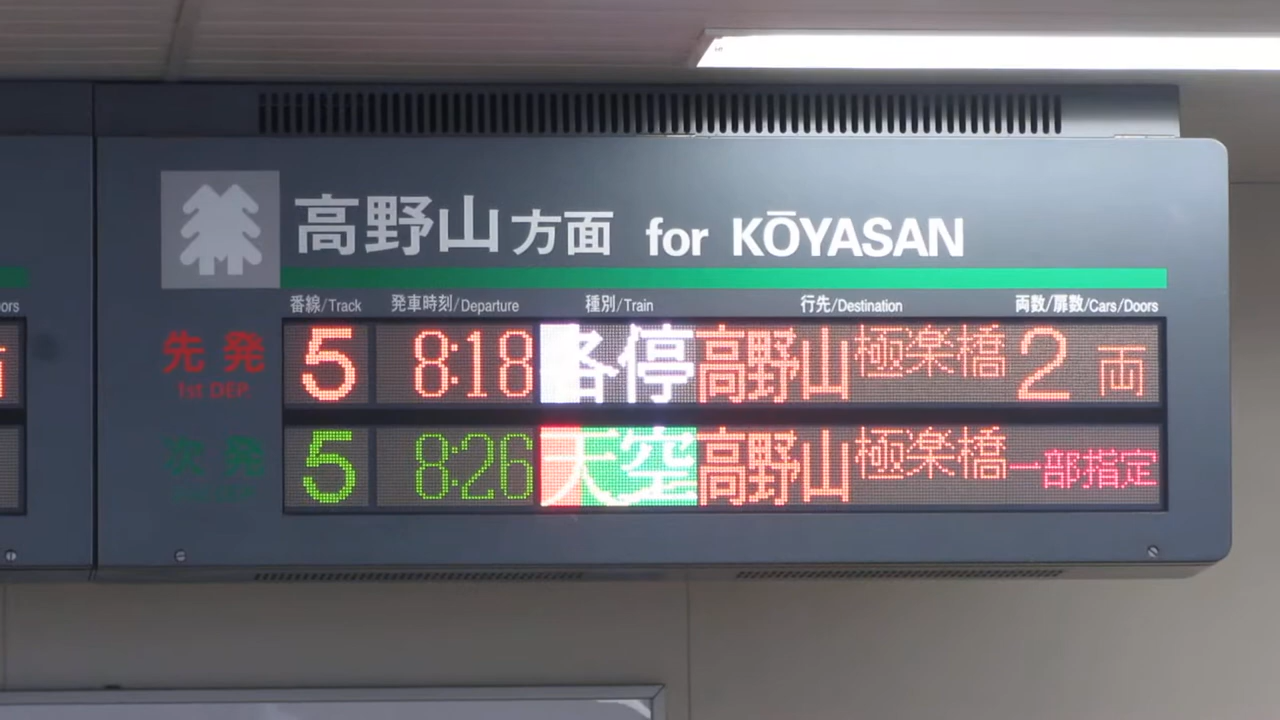 高野山方面 for KŌYASAN
番線/Track 発車時刻/Departure 種別/Train 行先/Destination 両数/扉数/Cars/Doors
ors
先発 5 8:18 各停 高野山 極楽橋 2両
1st DEP.
次発 5 8:26 天空 高野山 極楽橋 一部指定